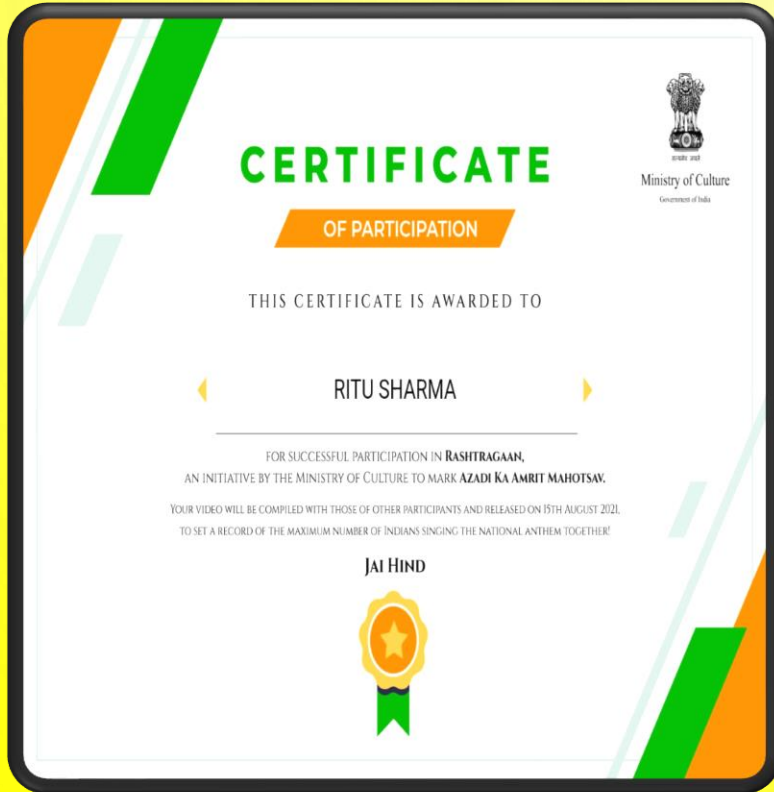 CERTIFICATE
OF PARTICIPATION
सत्यमेव जयते
Ministry of Culture
Government of India
THIS CERTIFICATE IS AWARDED TO
RITU SHARMA
FOR SUCCESSFUL PARTICIPATION IN RASHTRAGAAN,
AN INITIATIVE BY THE MINISTRY OF CULTURE TO MARK AZADI KA AMRIT MAHOTSAV.
YOUR VIDEO WILL BE COMPILED WITH THOSE OF OTHER PARTICIPANTS AND RELEASED ON 15TH AUGUST 2021,
TO SET A RECORD OF THE MAXIMUM NUMBER OF INDIANS SINGING THE NATIONAL ANTHEM TOGETHER!
JAI HIND